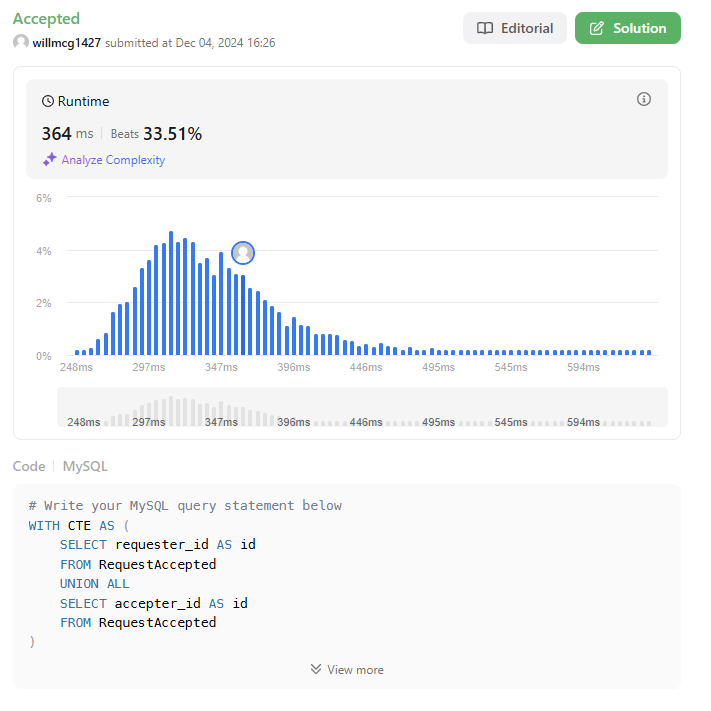 Accepted
willmcg1427 submitted at Dec 04, 2024 16:26
Editorial
Solution
Runtime
364 ms | Beats 33.51%
Analyze Complexity
6%
4%
2%
0%
248ms 297ms 347ms 396ms 446ms 495ms 545ms 594ms
248ms 297ms 347ms 396ms 446ms 495ms 545ms 594ms
Code | MySQL
# Write your MySQL query statement below
WITH CTE AS (
    SELECT requester_id AS id
    FROM RequestAccepted
    UNION ALL
    SELECT accepter_id AS id
    FROM RequestAccepted
)
View more